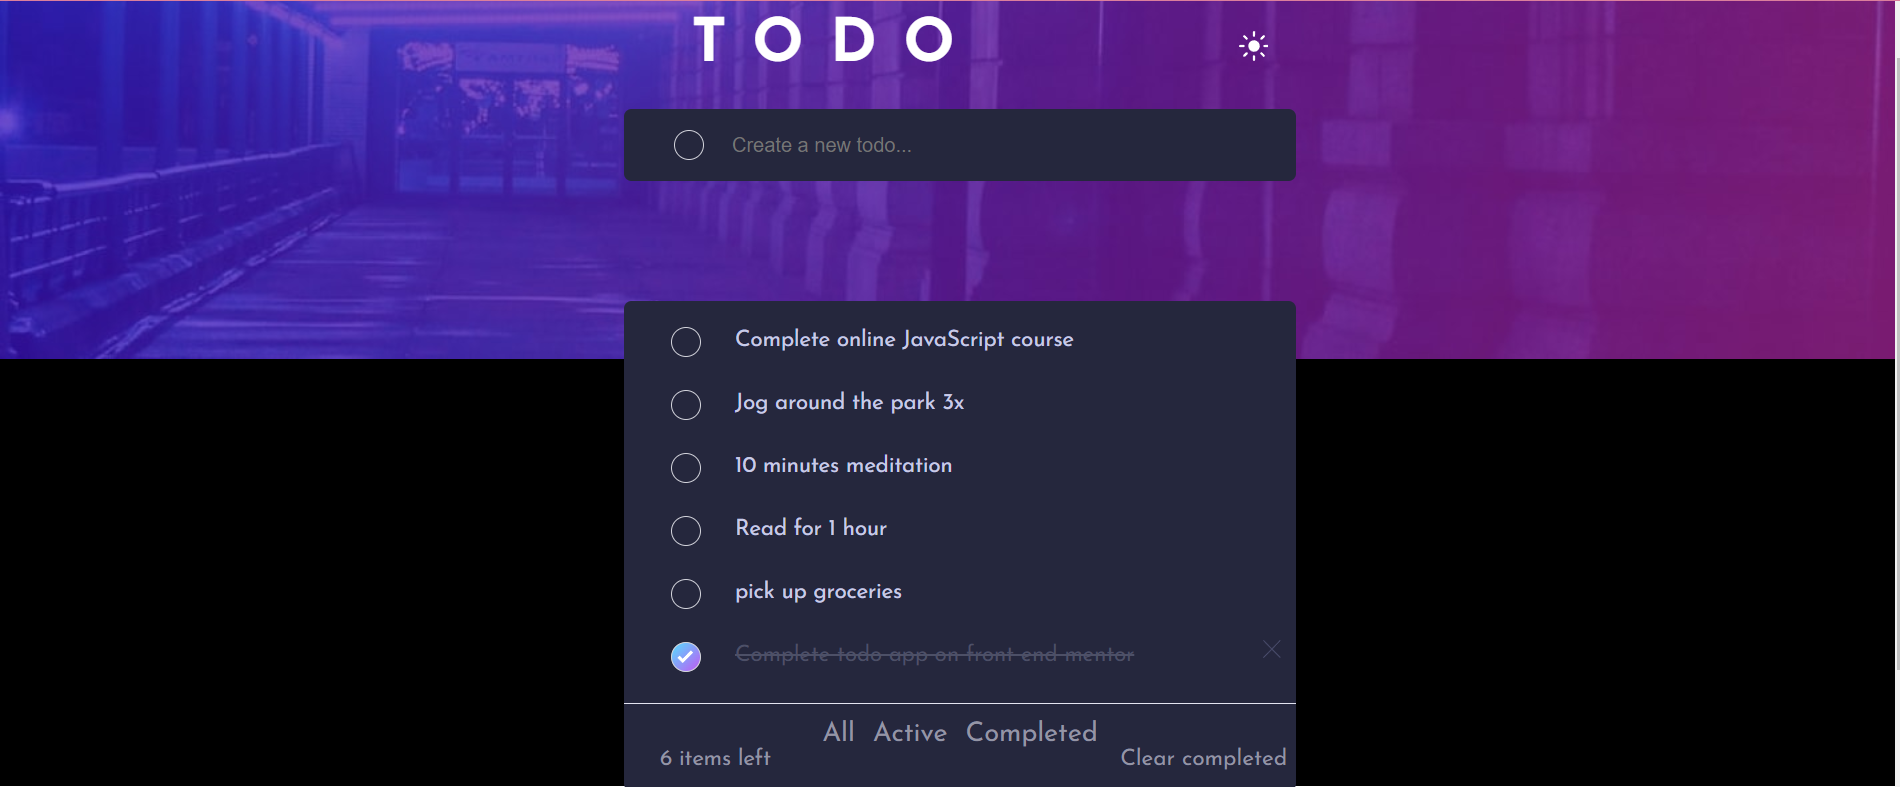 TODO
Create a new todo...
Complete online JavaScript course
Jog around the park 3x
10 minutes meditation
Read for 1 hour
pick up groceries
Complete todo app on front end mentor
All Active Completed
6 items left
Clear completed